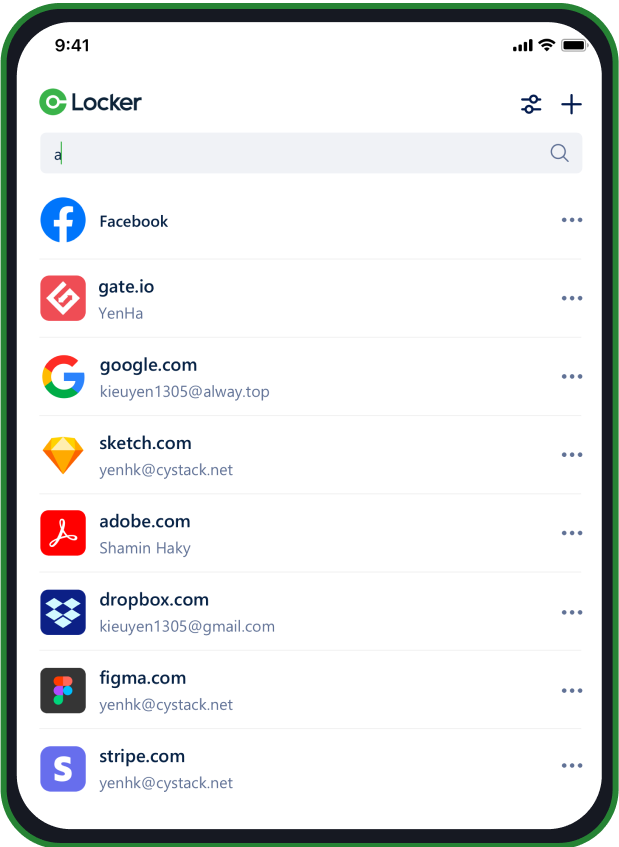 9:41
Locker
a
Facebook
gate.io
YenHa
google.com
kieuyen1305@alway.top
sketch.com
yenhk@cystack.net
adobe.com
Shamin Haky
dropbox.com
kieuyen1305@gmail.com
figma.com
yenhk@cystack.net
stripe.com
yenhk@cystack.net